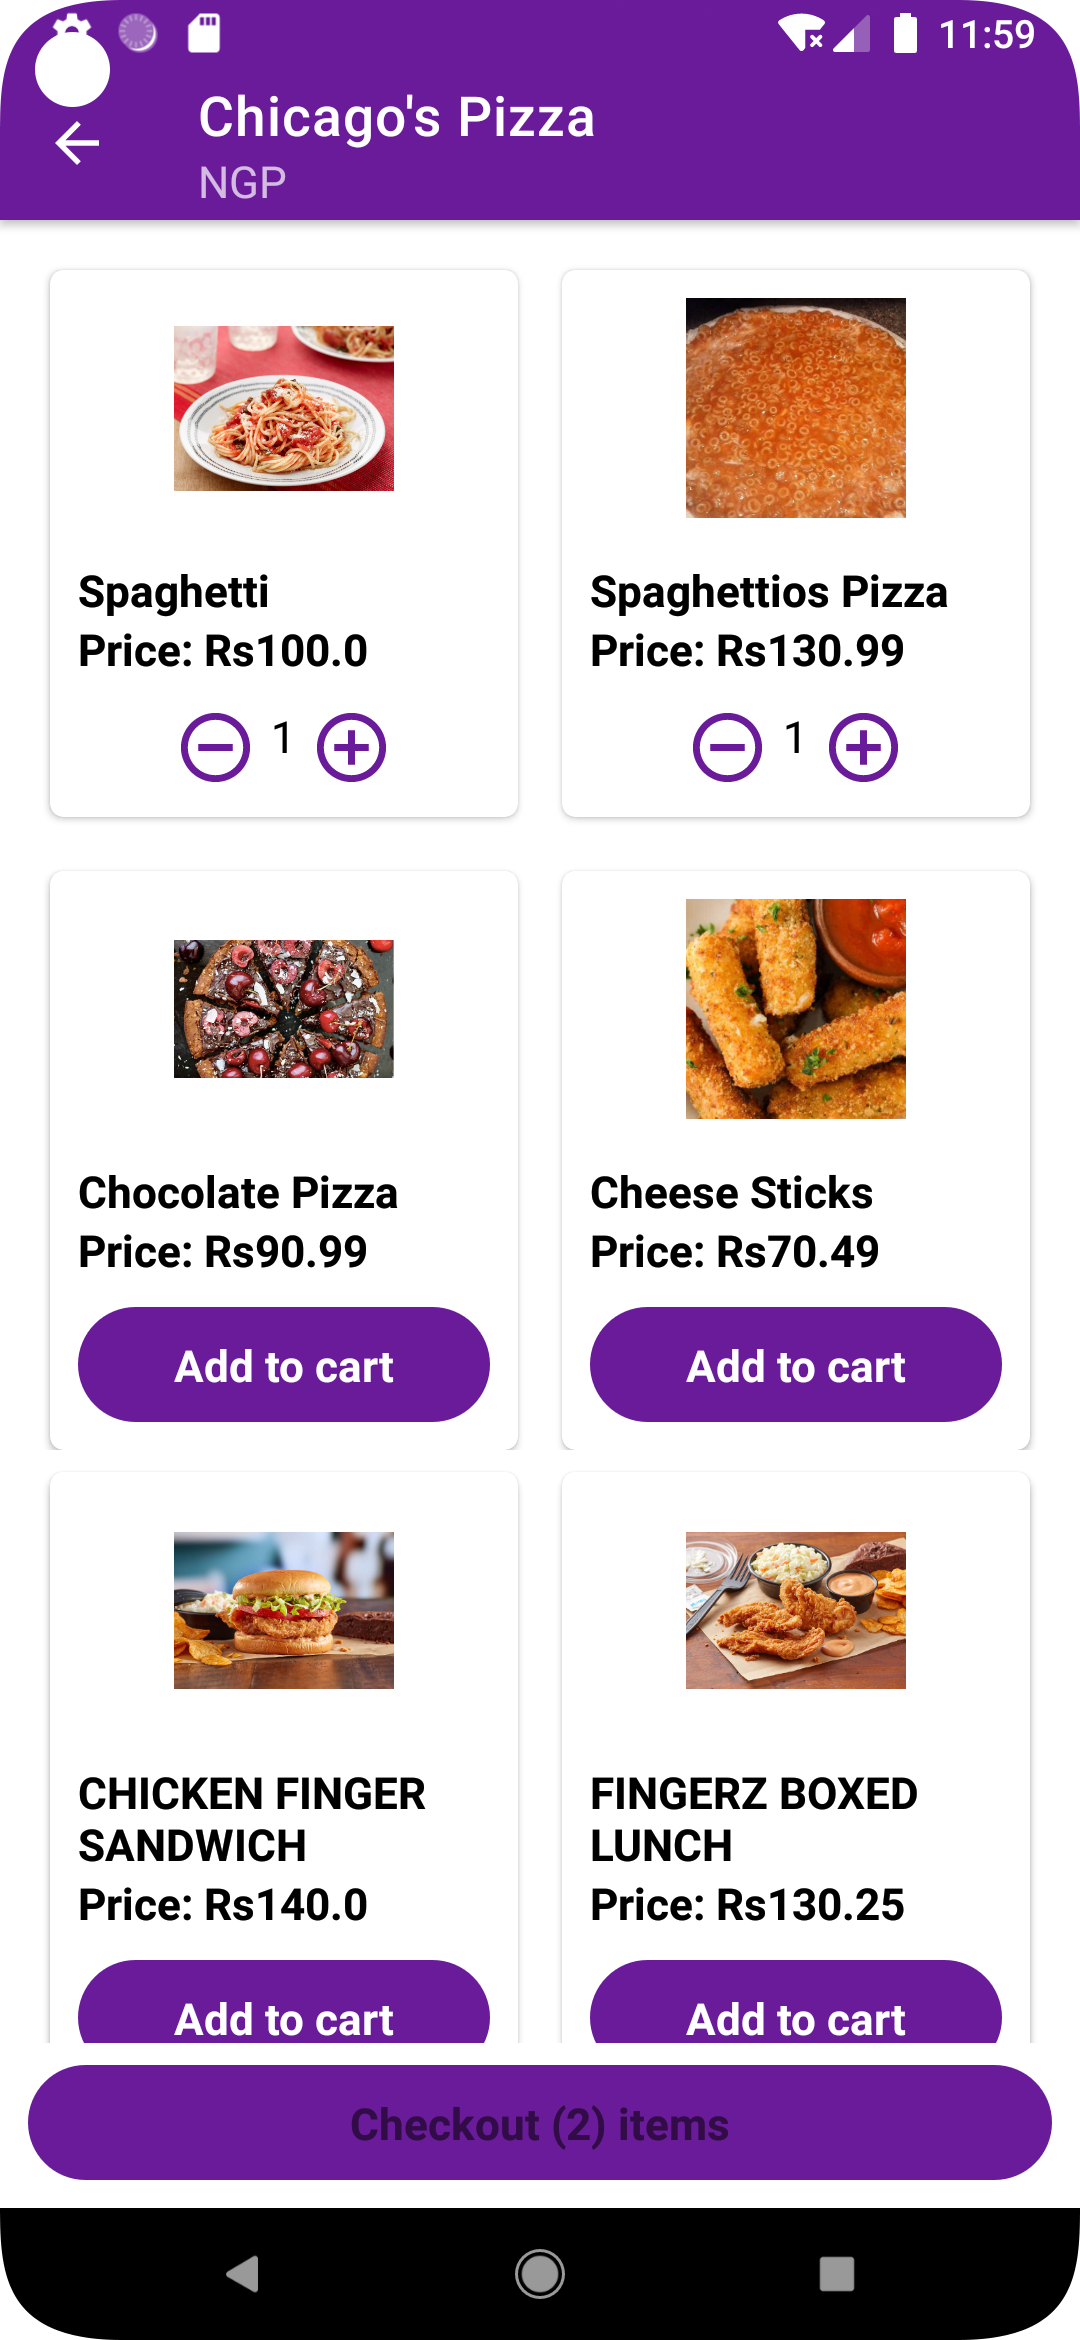 11:59
Chicago's Pizza
NGP
Spaghetti
Price: Rs100.0
1
Spaghettios Pizza
Price: Rs130.99
1
Chocolate Pizza
Price: Rs90.99
Add to cart
Cheese Sticks
Price: Rs70.49
Add to cart
CHICKEN FINGER
SANDWICH
Price: Rs140.0
Add to cart
FINGERZ BOXED
LUNCH
Price: Rs130.25
Add to cart
Checkout (2) items